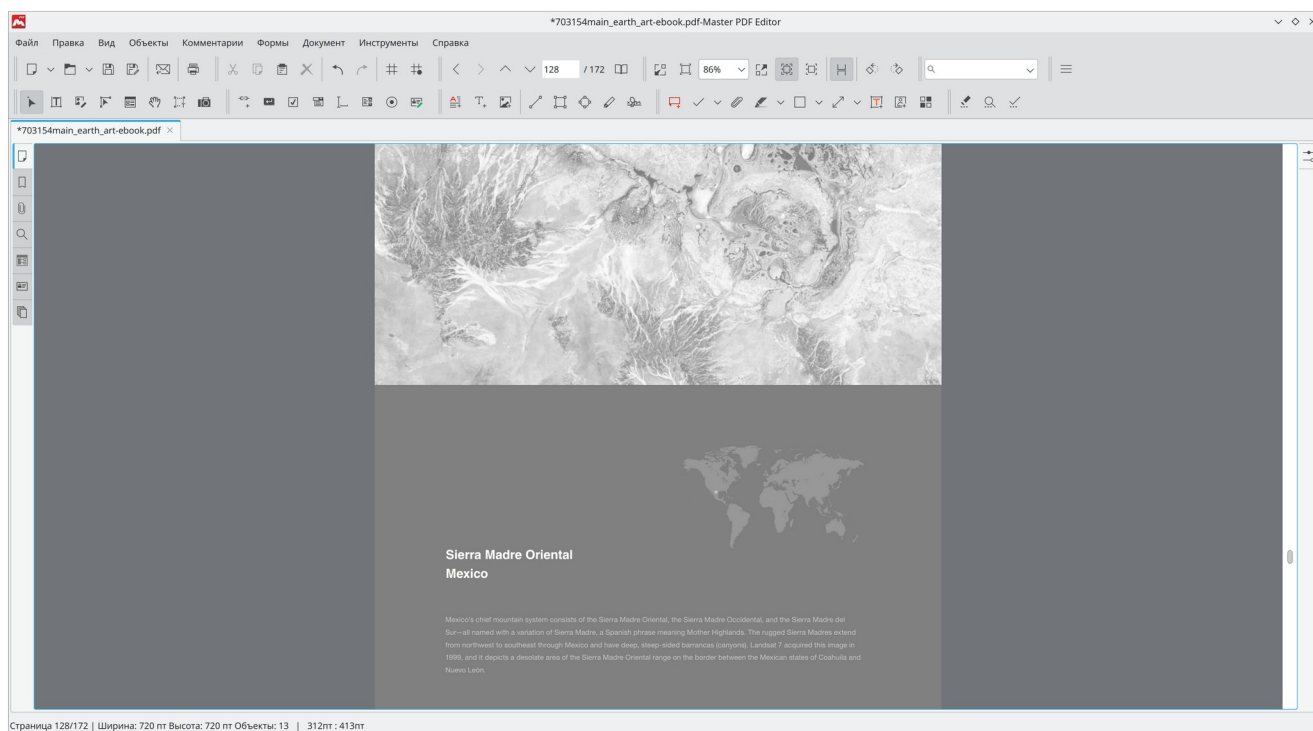 *703154main_earth_art-ebook.pdf-Master PDF Editor
Файл Правка Вид Объекты Комментарии Формы Документ Инструменты Справка
128 / 172 86%
*703154main_earth_art-ebook.pdf
Sierra Madre Oriental
Mexico
Mexico's chief mountain system consists of the Sierra Madre Oriental, the Sierra Madre Occidental, and the Sierra Madre del
Sur—all named with a variation of Sierra Madre, a Spanish phrase meaning Mother Highlands. The rugged Sierra Madres extend
from northwest to southeast through Mexico and have deep, steep-sided barrancas (canyons). Landsat 7 acquired this image in
1999, and it depicts a desolate area of the Sierra Madre Oriental range on the border between the Mexican states of Coahuila and
Nuevo León.
Страница 128/172 | Ширина: 720 пт Высота: 720 пт Объекты: 13 | 312пт : 413пт